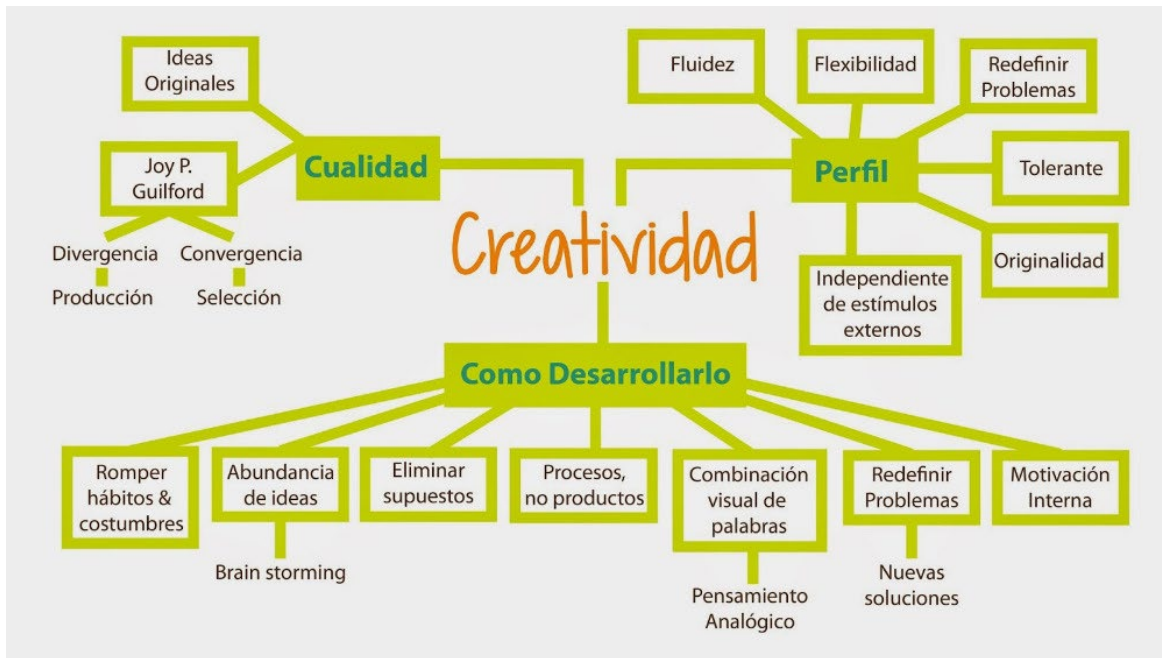 Ideas
Originales
Joy P.
Guilford
Divergencia
Convergencia
Producción
Selección
Cualidad
Creatividad
Perfil
Fluidez
Flexibilidad
Redefinir
Problemas
Tolerante
Originalidad
Independiente
de estímulos
externos
Como Desarrollarlo
Romper
hábitos &
costumbres
Abundancia
de ideas
Brain storming
Eliminar
supuestos
Procesos,
no productos
Combinación
visual de
palabras
Pensamiento
Analógico
Redefinir
Problemas
Nuevas
soluciones
Motivación
Interna